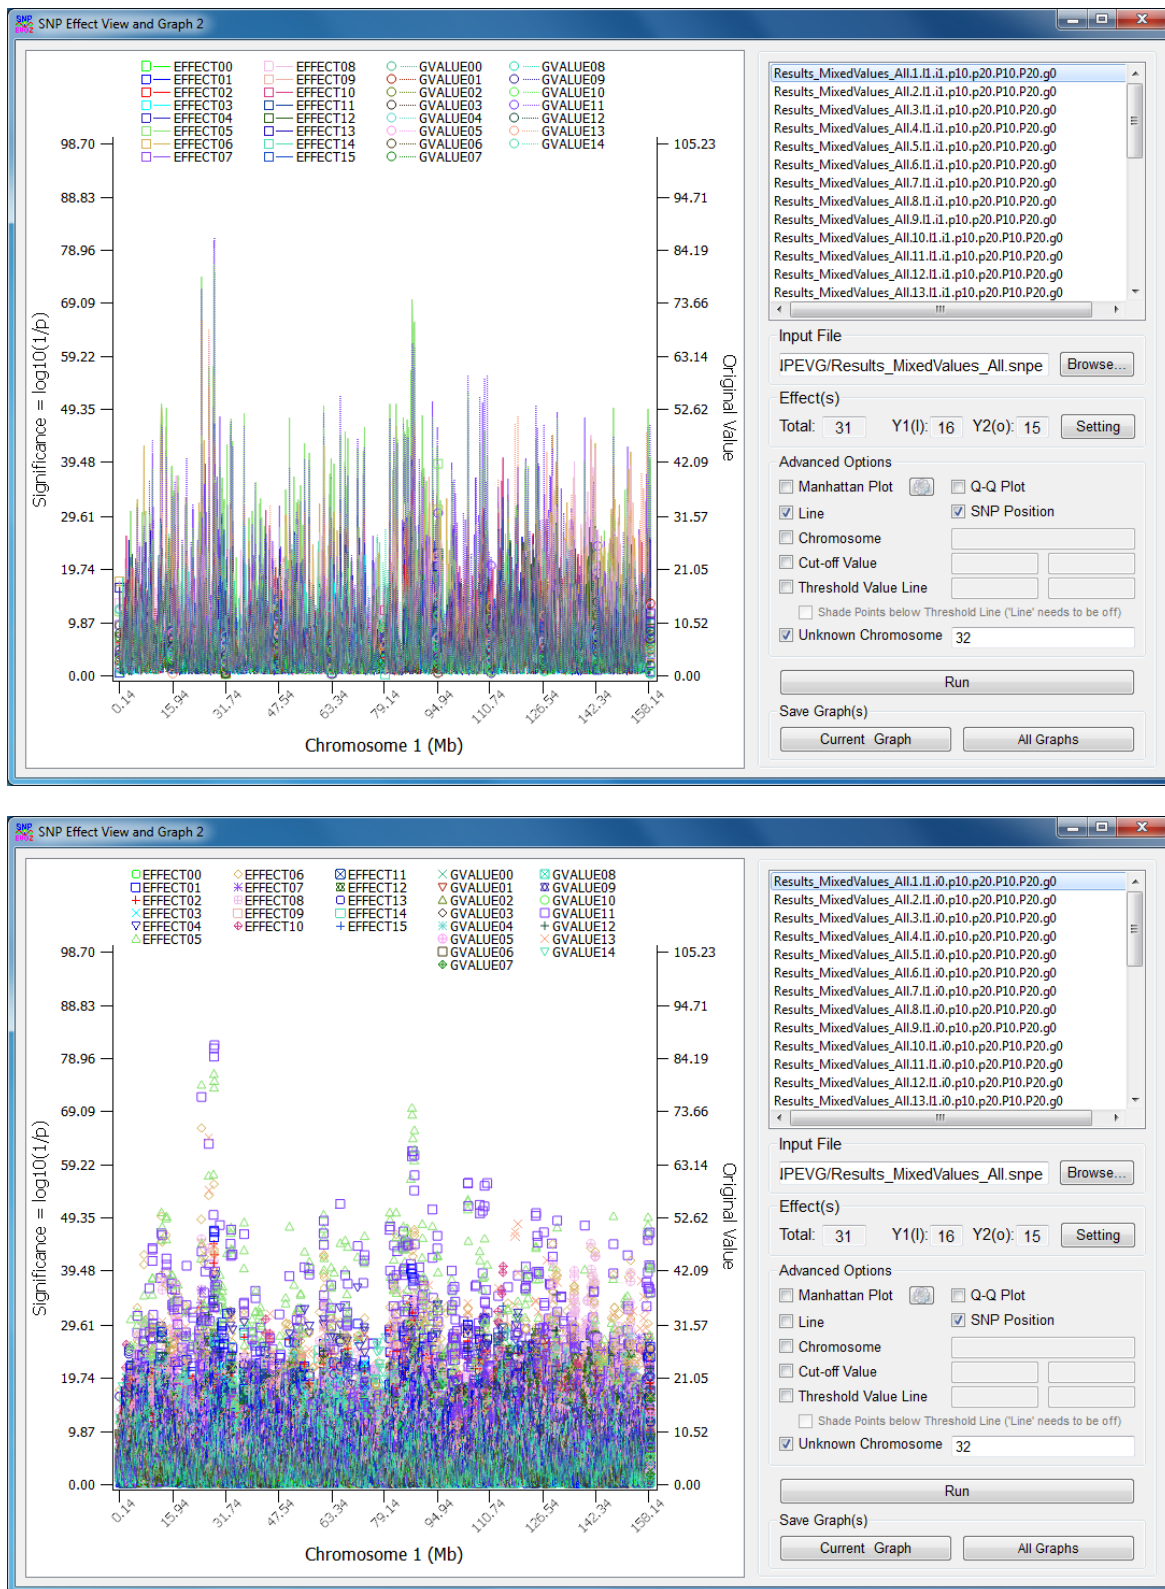 SNP Effect View and Graph 2
EFFECT00 EFFECT08 GVALUE00 GVALUE08
EFFECT01 EFFECT09 GVALUE01 GVALUE09
EFFECT02 EFFECT10 GVALUE02 GVALUE10
EFFECT03 EFFECT11 GVALUE03 GVALUE11
EFFECT04 EFFECT12 GVALUE04 GVALUE12
EFFECT05 EFFECT13 GVALUE05 GVALUE13
EFFECT06 EFFECT14 GVALUE06 GVALUE14
EFFECT07 EFFECT15 GVALUE07
98.70 105.23
88.83 94.71
78.96 84.19
69.09 73.66
59.22 63.14
49.35 52.62
39.48 42.09
29.61 31.57
19.74 21.05
9.87 10.52
0.00 0.00
Significance = log10(1/p)
Original Value
0.14 15.94 31.74 47.54 63.34 79.14 94.94 110.74 126.54 142.34 158.14
Chromosome 1 (Mb)
Results_MixedValues_All.1.l1.i1.p10.p20.P10.P20.g0
Results_MixedValues_All.2.l1.i1.p10.p20.P10.P20.g0
Results_MixedValues_All.3.l1.i1.p10.p20.P10.P20.g0
Results_MixedValues_All.4.l1.i1.p10.p20.P10.P20.g0
Results_MixedValues_All.5.l1.i1.p10.p20.P10.P20.g0
Results_MixedValues_All.6.l1.i1.p10.p20.P10.P20.g0
Results_MixedValues_All.7.l1.i1.p10.p20.P10.P20.g0
Results_MixedValues_All.8.l1.i1.p10.p20.P10.P20.g0
Results_MixedValues_All.9.l1.i1.p10.p20.P10.P20.g0
Results_MixedValues_All.10.l1.i1.p10.p20.P10.P20.g0
Results_MixedValues_All.11.l1.i1.p10.p20.P10.P20.g0
Results_MixedValues_All.12.l1.i1.p10.p20.P10.P20.g0
Results_MixedValues_All.13.l1.i1.p10.p20.P10.P20.g0
Input File
IPEVG/Results_MixedValues_All.snpe Browse...
Effect(s)
Total: 31 Y1(l): 16 Y2(o): 15 Setting
Advanced Options
Manhattan Plot Q-Q Plot
Line SNP Position
Chromosome
Cut-off Value
Threshold Value Line
Shade Points below Threshold Line ('Line' needs to be off)
Unknown Chromosome 32
Run
Save Graph(s)
Current Graph All Graphs
SNP Effect View and Graph 2
EFFECT00 EFFECT06 EFFECT11 GVALUE00 GVALUE08
EFFECT01 EFFECT07 EFFECT12 GVALUE01 GVALUE09
EFFECT02 EFFECT08 EFFECT13 GVALUE02 GVALUE10
EFFECT03 EFFECT09 EFFECT14 GVALUE03 GVALUE11
EFFECT04 EFFECT10 EFFECT15 GVALUE04 GVALUE12
EFFECT05 GVALUE05 GVALUE13
GVALUE06 GVALUE14
GVALUE07
98.70 105.23
88.83 94.71
78.96 84.19
69.09 73.66
59.22 63.14
49.35 52.62
39.48 42.09
29.61 31.57
19.74 21.05
9.87 10.52
0.00 0.00
Significance = log10(1/p)
Original Value
0.14 15.94 31.74 47.54 63.34 79.14 94.94 110.74 126.54 142.34 158.14
Chromosome 1 (Mb)
Results_MixedValues_All.1.l1.i0.p10.p20.P10.P20.g0
Results_MixedValues_All.2.l1.i0.p10.p20.P10.P20.g0
Results_MixedValues_All.3.l1.i0.p10.p20.P10.P20.g0
Results_MixedValues_All.4.l1.i0.p10.p20.P10.P20.g0
Results_MixedValues_All.5.l1.i0.p10.p20.P10.P20.g0
Results_MixedValues_All.6.l1.i0.p10.p20.P10.P20.g0
Results_MixedValues_All.7.l1.i0.p10.p20.P10.P20.g0
Results_MixedValues_All.8.l1.i0.p10.p20.P10.P20.g0
Results_MixedValues_All.9.l1.i0.p10.p20.P10.P20.g0
Results_MixedValues_All.10.l1.i0.p10.p20.P10.P20.g0
Results_MixedValues_All.11.l1.i0.p10.p20.P10.P20.g0
Results_MixedValues_All.12.l1.i0.p10.p20.P10.P20.g0
Results_MixedValues_All.13.l1.i0.p10.p20.P10.P20.g0
Input File
IPEVG/Results_MixedValues_All.snpe Browse...
Effect(s)
Total: 31 Y1(l): 16 Y2(o): 15 Setting
Advanced Options
Manhattan Plot Q-Q Plot
Line SNP Position
Chromosome
Cut-off Value
Threshold Value Line
Shade Points below Threshold Line ('Line' needs to be off)
Unknown Chromosome 32
Run
Save Graph(s)
Current Graph All Graphs